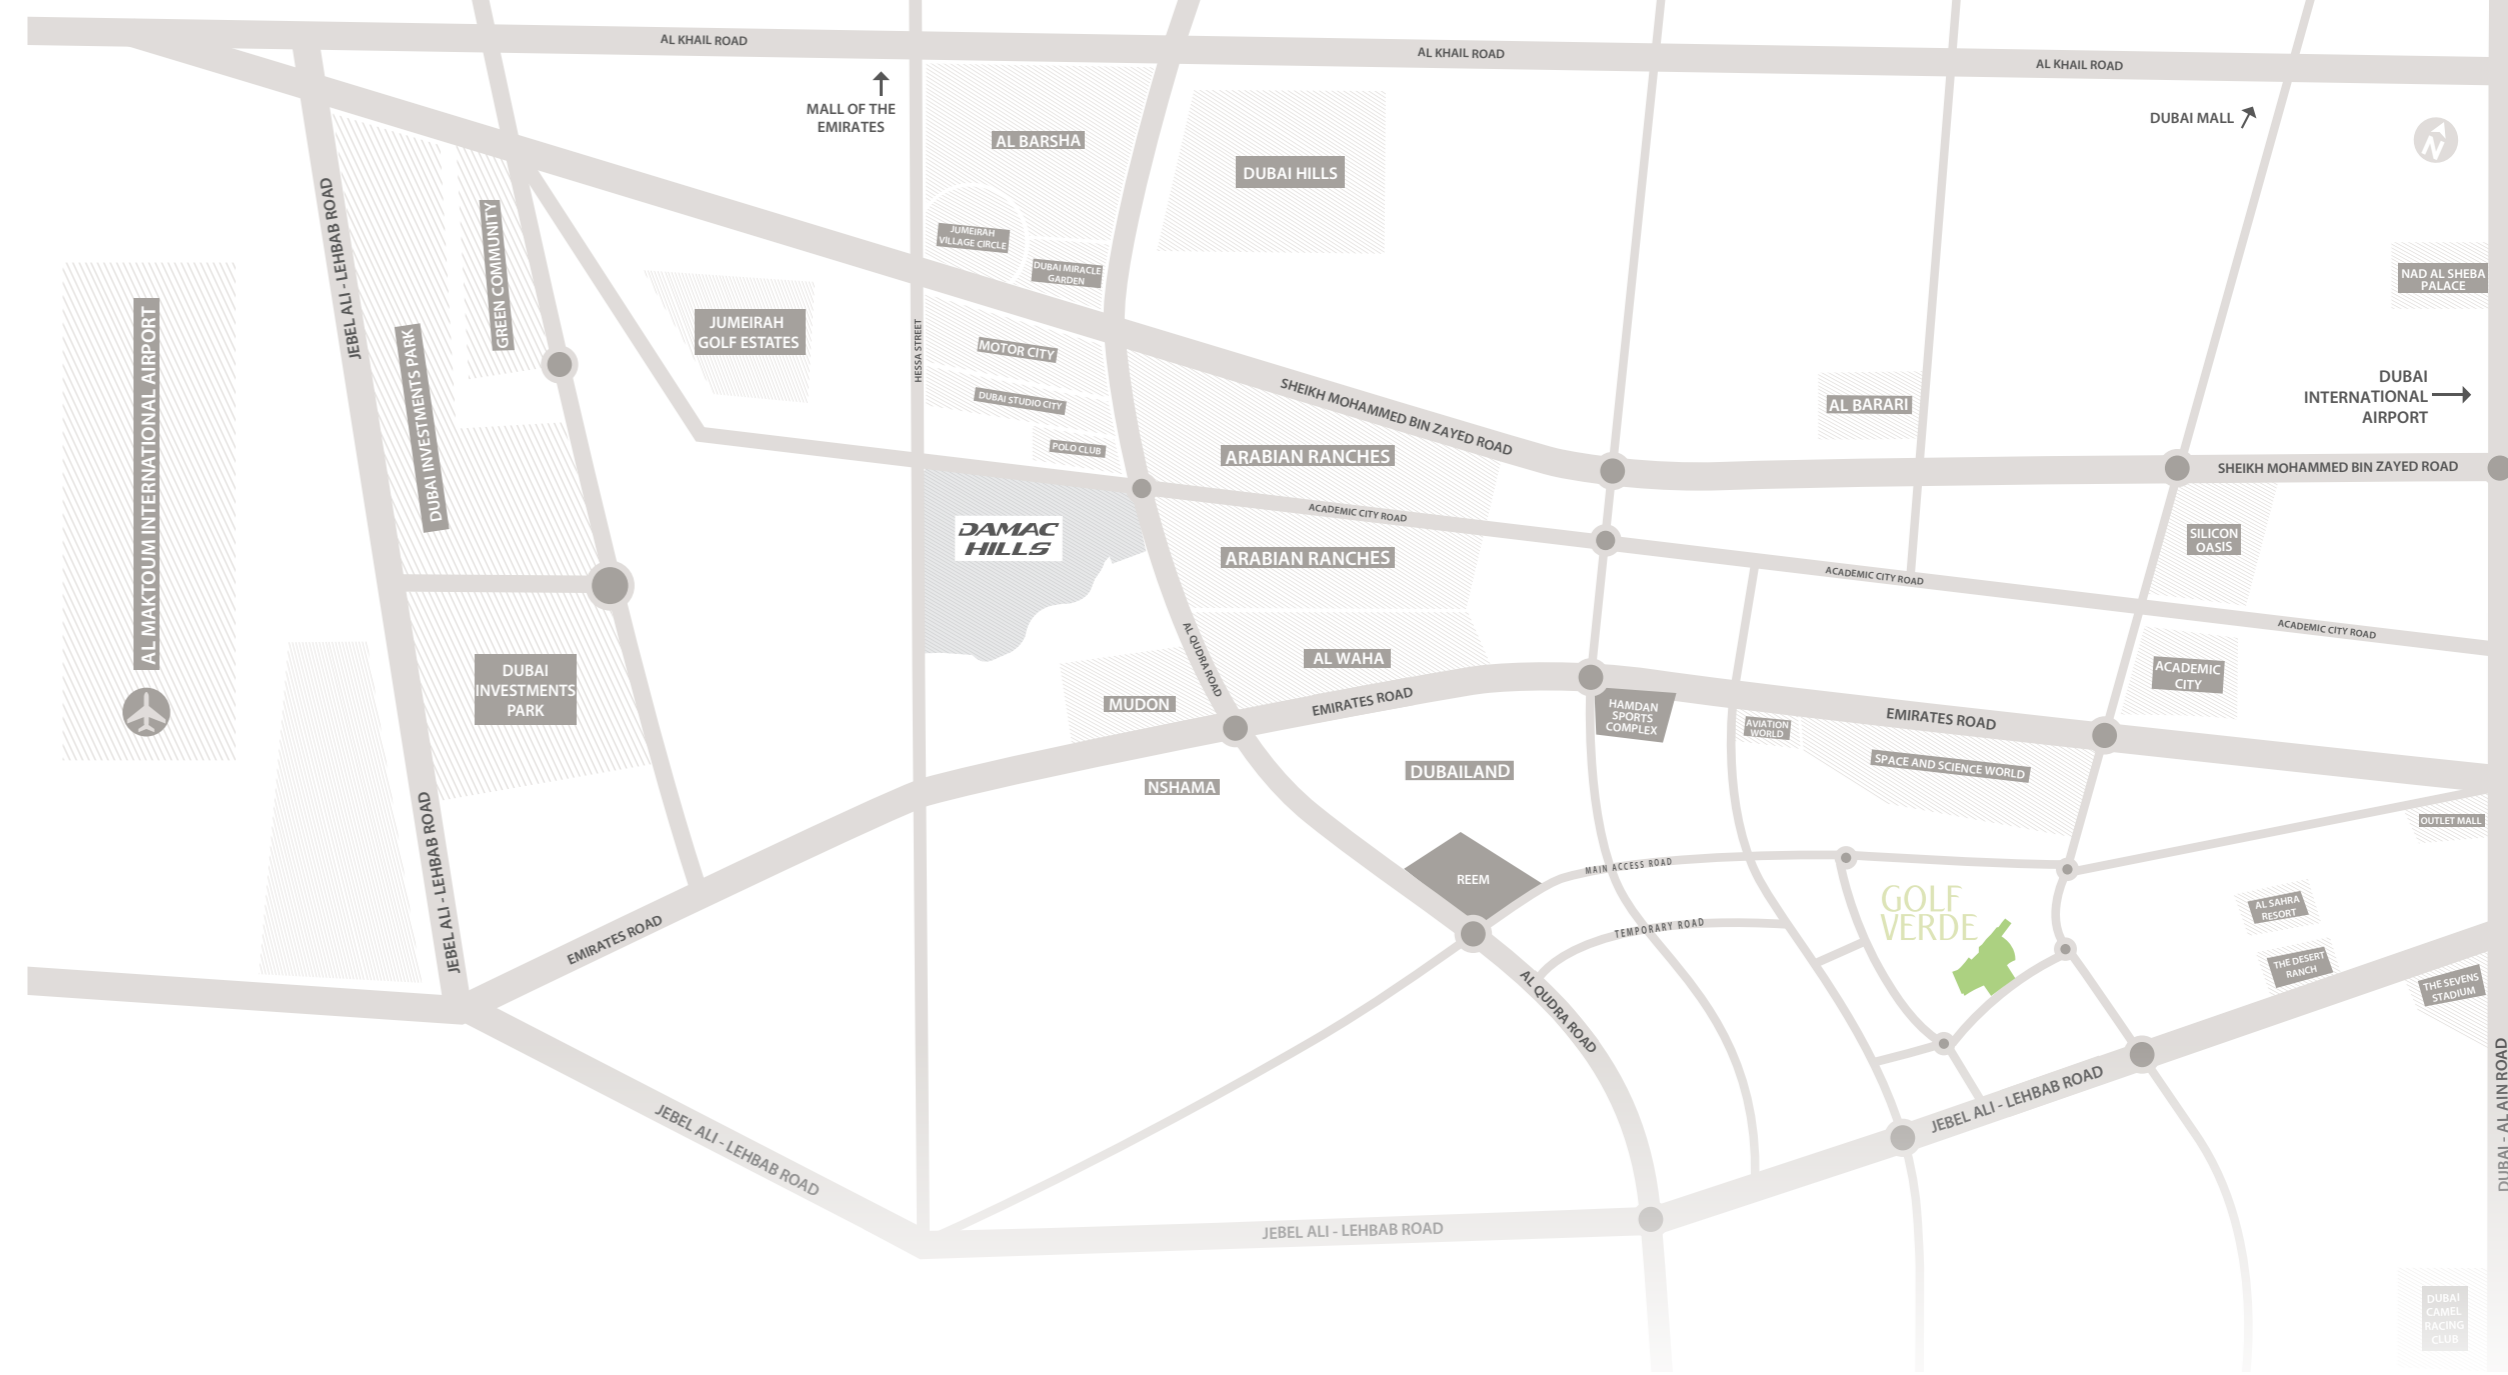 AL KHAIL ROAD
AL KHAIL ROAD
AL KHAIL ROAD
MALL OF THE
EMIRATES
DUBAI MALL
N
AL BARSHA
DUBAI HILLS
JEBEL ALI - LEHBAB ROAD
GREEN COMMUNITY
JUMEIRAH
VILLAGE CIRCLE
DUBAI MIRACLE
GARDEN
NAD AL SHEBA
PALACE
AL MAKTOUM INTERNATIONAL AIRPORT
DUBAI INVESTMENTS PARK
JUMEIRAH
GOLF ESTATES
HESSA STREET
MOTOR CITY
DUBAI STUDIO CITY
POLO CLUB
SHEIKH MOHAMMED BIN ZAYED ROAD
AL BARARI
DUBAI
INTERNATIONAL
AIRPORT
ARABIAN RANCHES
SHEIKH MOHAMMED BIN ZAYED ROAD
ACADEMIC CITY ROAD
DAMAC
HILLS
ARABIAN RANCHES
SILICON
OASIS
ACADEMIC CITY ROAD
ACADEMIC CITY ROAD
AL QUDRA ROAD
AL WAHA
ACADEMIC
CITY
DUBAI
INVESTMENTS
PARK
MUDON
EMIRATES ROAD
HAMDAN
SPORTS
COMPLEX
AVIATION
WORLD
EMIRATES ROAD
NSHAMA
DUBAILAND
SPACE AND SCIENCE WORLD
OUTLET MALL
JEBEL ALI - LEHBAB ROAD
REEM
MAIN ACCESS ROAD
GOLF
VERDE
AL SAHRA
RESORT
EMIRATES ROAD
TEMPORARY ROAD
THE DESERT
RANCH
THE SEVENS
STADIUM
AL QUDRA ROAD
JEBEL ALI - LEHBAB ROAD
JEBEL ALI - LEHBAB ROAD
DUBAI - AL AIN ROAD
JEBEL ALI - LEHBAB ROAD
DUBAI
CAMEL
RACING
CLUB